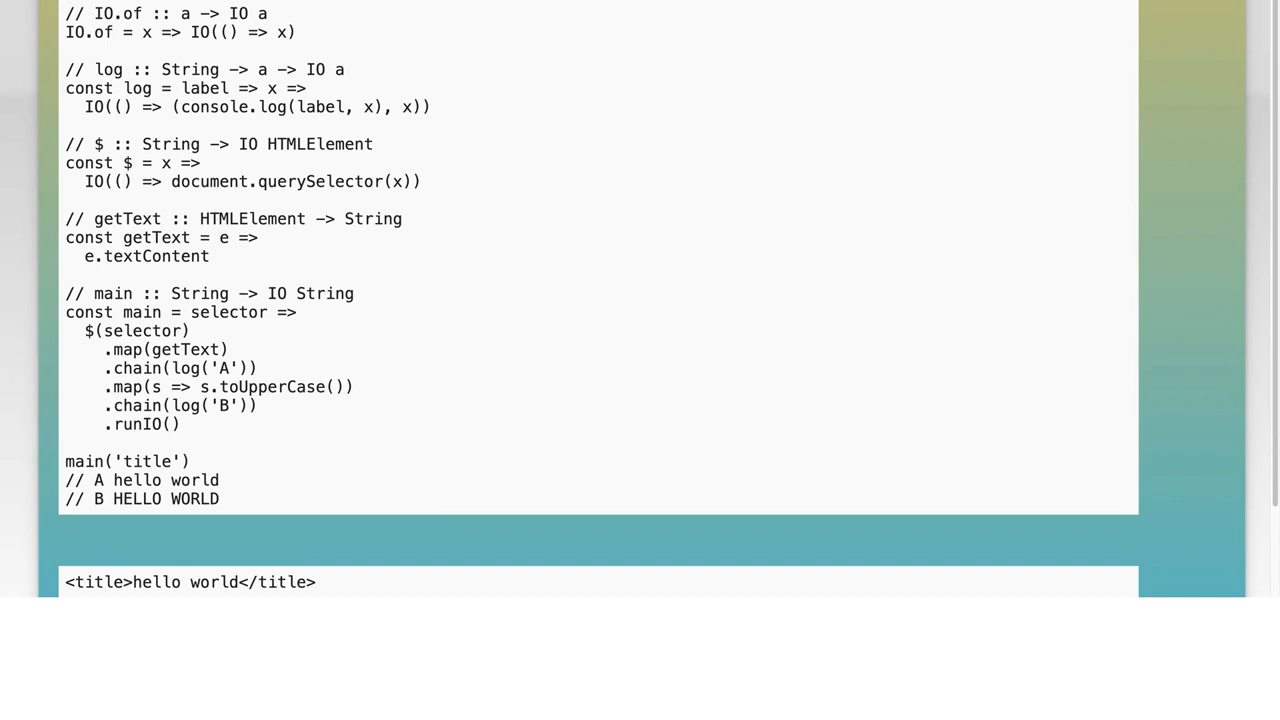 // IO.of :: a -> IO a
IO.of = x => IO(() => x)
// log :: String -> a -> IO a
const log = label => x =>
IO(() => (console.log(label, x), x))
// $ :: String -> IO HTMLElement
const $ = x =>
IO(() => document.querySelector(x))
// getText :: HTMLElement -> String
const getText = e =>
e.textContent
// main :: String -> IO String
const main = selector =>
$(selector)
.map(getText)
.chain(log('A'))
.map(s => s.toUpperCase())
.chain(log('B'))
.runIO()
main('title')
// A hello world
// B HELLO WORLD
<title>hello world</title>